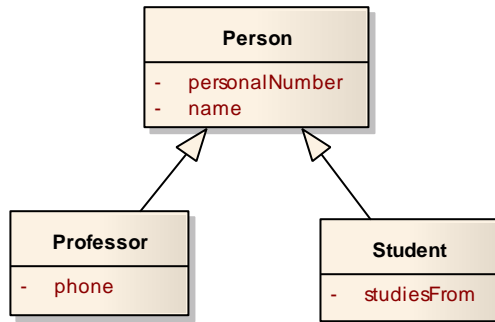 Person
- personalNumber
- name
Professor
- phone
Student
- studiesFrom